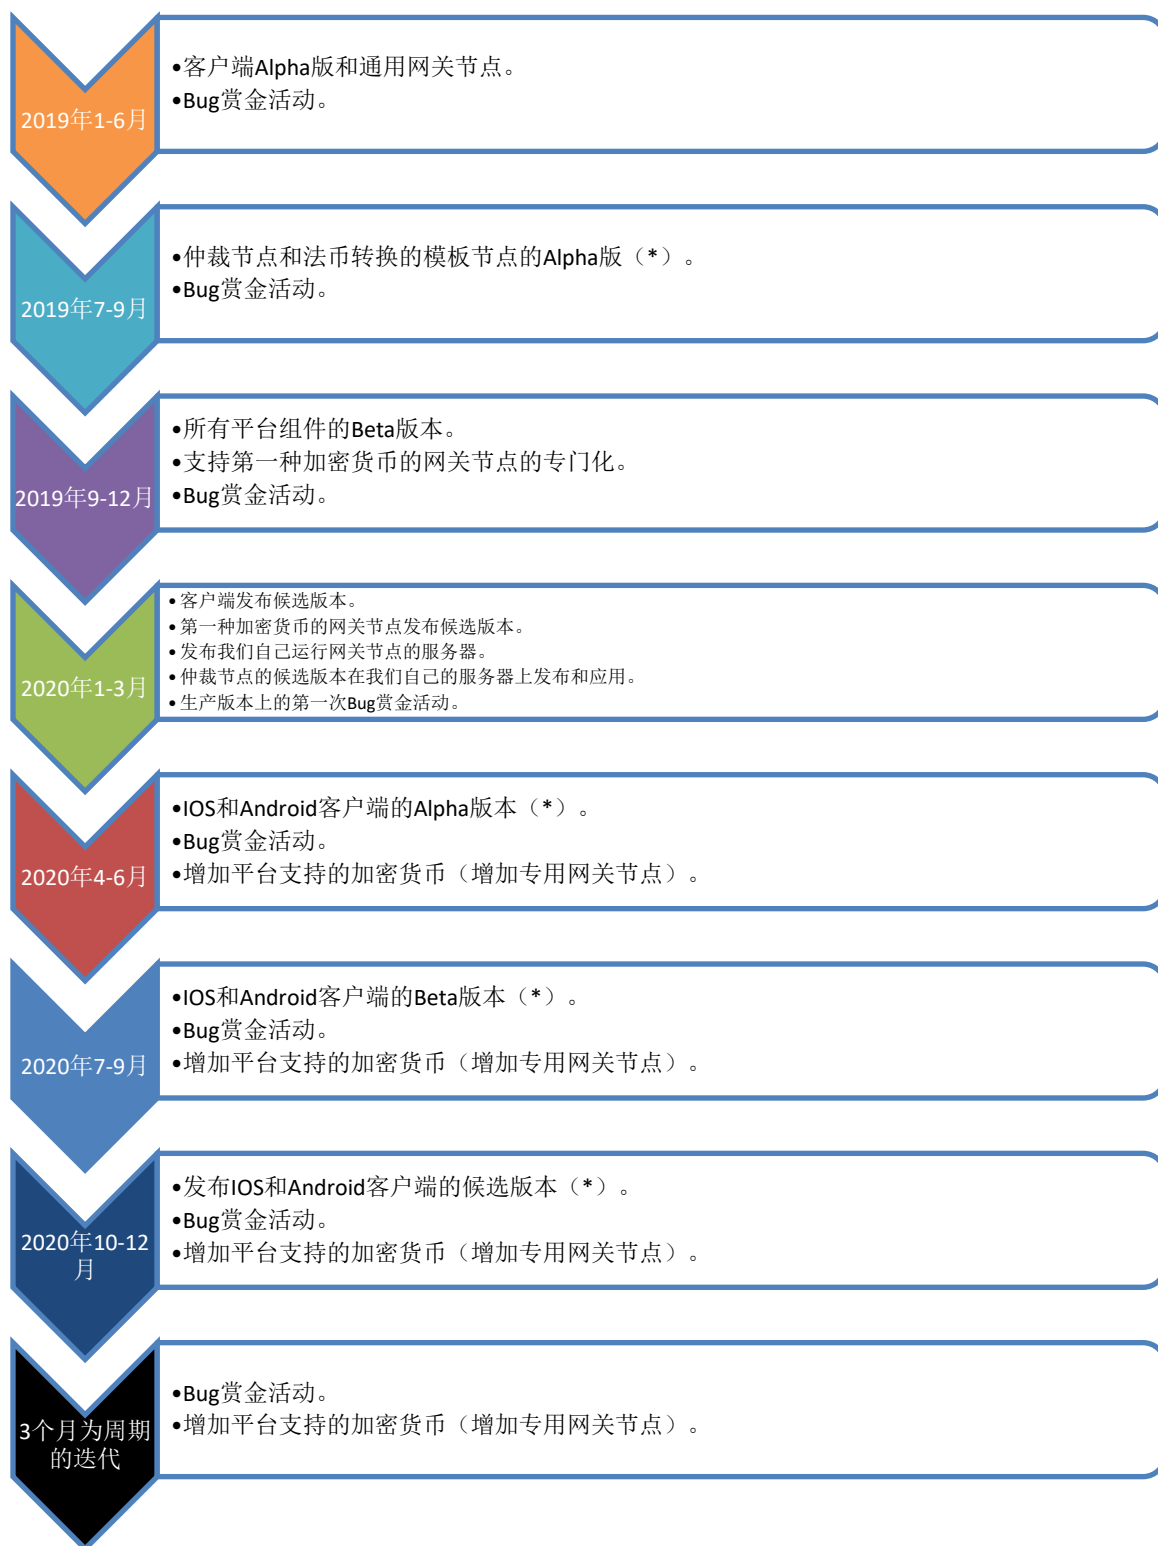 2019年1-6月
•客户端Alpha版和通用网关节点。
•Bug赏金活动。
2019年7-9月
•仲裁节点和法币转换的模板节点的Alpha版（*）。
•Bug赏金活动。
2019年9-12月
•所有平台组件的Beta版本。
•支持第一种加密货币的网关节点的专门化。
•Bug赏金活动。
2020年1-3月
•客户端发布候选版本。
•第一种加密货币的网关节点发布候选版本。
•发布我们自己运行网关节点的服务器。
•仲裁节点的候选版本在我们自己的服务器上发布和应用。
•生产版本上的第一次Bug赏金活动。
2020年4-6月
•IOS和Android客户端的Alpha版本（*）。
•Bug赏金活动。
•增加平台支持的加密货币（增加专用网关节点）。
2020年7-9月
•IOS和Android客户端的Beta版本（*）。
•Bug赏金活动。
•增加平台支持的加密货币（增加专用网关节点）。
2020年10-12
月
•发布IOS和Android客户端的候选版本（*）。
•Bug赏金活动。
•增加平台支持的加密货币（增加专用网关节点）。
3个月为周期
的迭代
•Bug赏金活动。
•增加平台支持的加密货币（增加专用网关节点）。